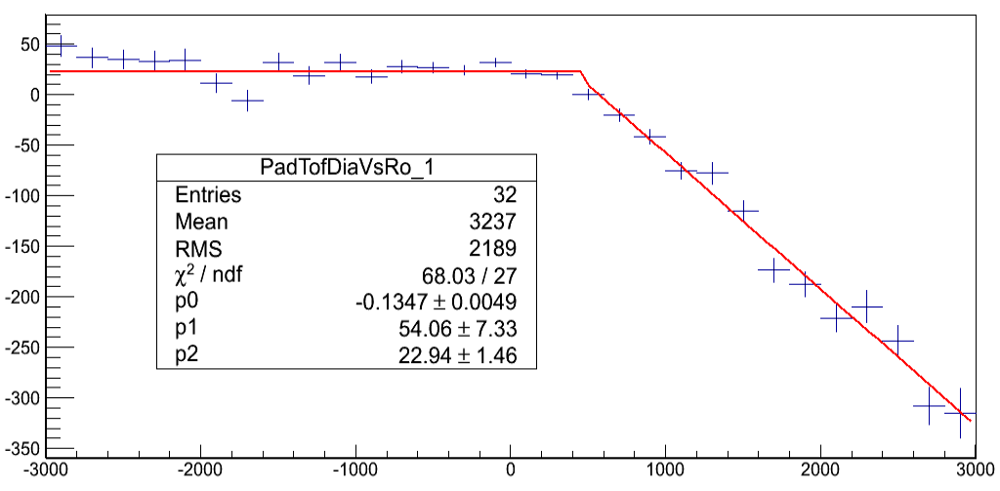 50
0
-50
-100
-150
-200
-250
-300
-350
PadTofDiaVsRo_1
Entries 32
Mean 3237
RMS 2189
χ² / ndf 68.03 / 27
p0 -0.1347 ± 0.0049
p1 54.06 ± 7.33
p2 22.94 ± 1.46
-3000 -2000 -1000 0 1000 2000 3000